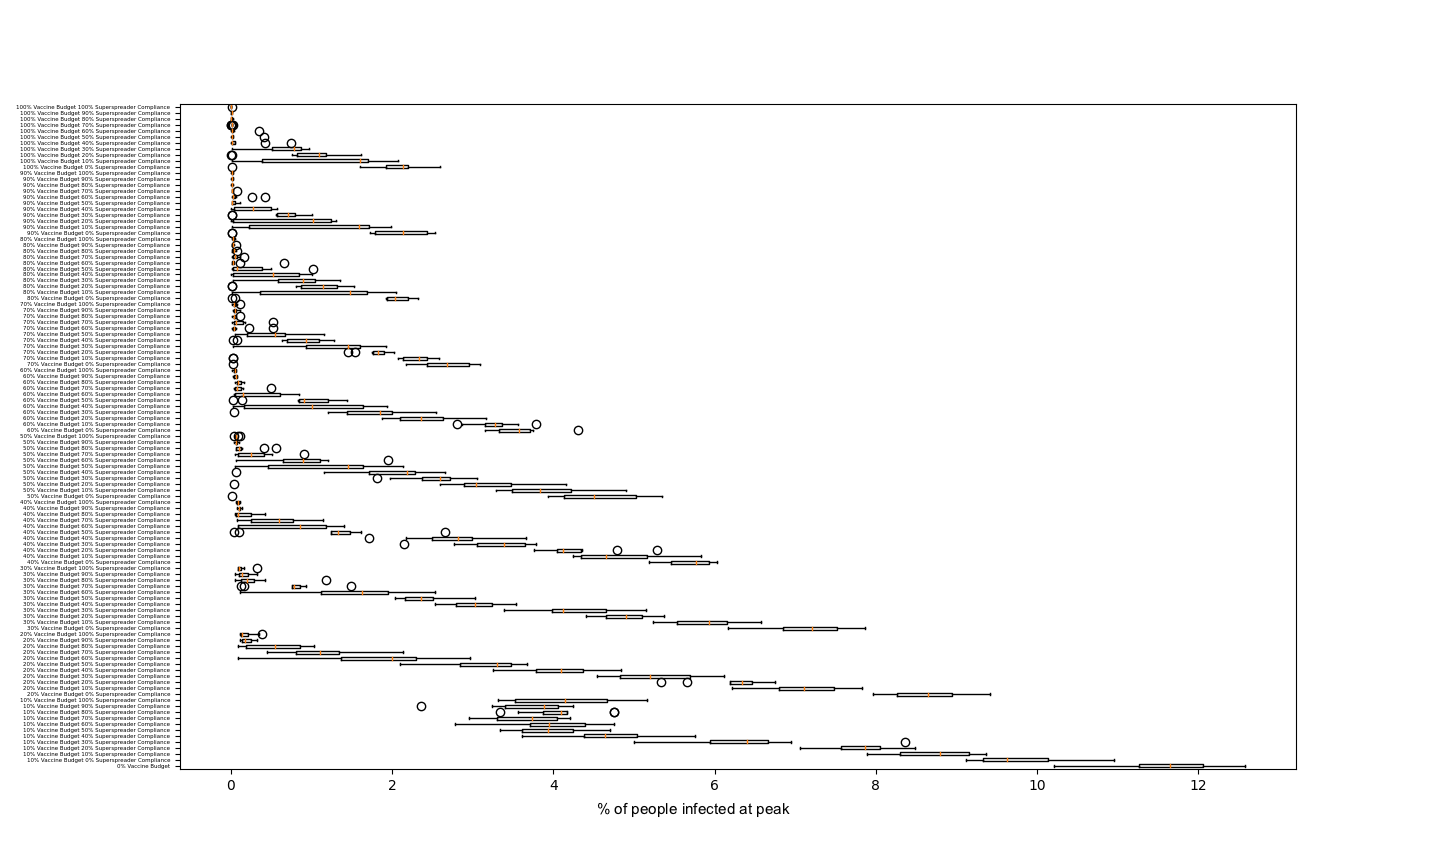 100% Vaccine Budget 100% Superspreader Compliance
100% Vaccine Budget 90% Superspreader Compliance
100% Vaccine Budget 80% Superspreader Compliance
100% Vaccine Budget 70% Superspreader Compliance
100% Vaccine Budget 60% Superspreader Compliance
100% Vaccine Budget 50% Superspreader Compliance
100% Vaccine Budget 40% Superspreader Compliance
100% Vaccine Budget 30% Superspreader Compliance
100% Vaccine Budget 20% Superspreader Compliance
100% Vaccine Budget 10% Superspreader Compliance
100% Vaccine Budget 0% Superspreader Compliance
90% Vaccine Budget 100% Superspreader Compliance
90% Vaccine Budget 90% Superspreader Compliance
90% Vaccine Budget 80% Superspreader Compliance
90% Vaccine Budget 70% Superspreader Compliance
90% Vaccine Budget 60% Superspreader Compliance
90% Vaccine Budget 50% Superspreader Compliance
90% Vaccine Budget 40% Superspreader Compliance
90% Vaccine Budget 30% Superspreader Compliance
90% Vaccine Budget 20% Superspreader Compliance
90% Vaccine Budget 10% Superspreader Compliance
90% Vaccine Budget 0% Superspreader Compliance
80% Vaccine Budget 100% Superspreader Compliance
80% Vaccine Budget 90% Superspreader Compliance
80% Vaccine Budget 80% Superspreader Compliance
80% Vaccine Budget 70% Superspreader Compliance
80% Vaccine Budget 60% Superspreader Compliance
80% Vaccine Budget 50% Superspreader Compliance
80% Vaccine Budget 40% Superspreader Compliance
80% Vaccine Budget 30% Superspreader Compliance
80% Vaccine Budget 20% Superspreader Compliance
80% Vaccine Budget 10% Superspreader Compliance
80% Vaccine Budget 0% Superspreader Compliance
70% Vaccine Budget 100% Superspreader Compliance
70% Vaccine Budget 90% Superspreader Compliance
70% Vaccine Budget 80% Superspreader Compliance
70% Vaccine Budget 70% Superspreader Compliance
70% Vaccine Budget 60% Superspreader Compliance
70% Vaccine Budget 50% Superspreader Compliance
70% Vaccine Budget 40% Superspreader Compliance
70% Vaccine Budget 30% Superspreader Compliance
70% Vaccine Budget 20% Superspreader Compliance
70% Vaccine Budget 10% Superspreader Compliance
70% Vaccine Budget 0% Superspreader Compliance
60% Vaccine Budget 100% Superspreader Compliance
60% Vaccine Budget 90% Superspreader Compliance
60% Vaccine Budget 80% Superspreader Compliance
60% Vaccine Budget 70% Superspreader Compliance
60% Vaccine Budget 60% Superspreader Compliance
60% Vaccine Budget 50% Superspreader Compliance
60% Vaccine Budget 40% Superspreader Compliance
60% Vaccine Budget 30% Superspreader Compliance
60% Vaccine Budget 20% Superspreader Compliance
60% Vaccine Budget 10% Superspreader Compliance
60% Vaccine Budget 0% Superspreader Compliance
50% Vaccine Budget 100% Superspreader Compliance
50% Vaccine Budget 90% Superspreader Compliance
50% Vaccine Budget 80% Superspreader Compliance
50% Vaccine Budget 70% Superspreader Compliance
50% Vaccine Budget 60% Superspreader Compliance
50% Vaccine Budget 50% Superspreader Compliance
50% Vaccine Budget 40% Superspreader Compliance
50% Vaccine Budget 30% Superspreader Compliance
50% Vaccine Budget 20% Superspreader Compliance
50% Vaccine Budget 10% Superspreader Compliance
50% Vaccine Budget 0% Superspreader Compliance
40% Vaccine Budget 100% Superspreader Compliance
40% Vaccine Budget 90% Superspreader Compliance
40% Vaccine Budget 80% Superspreader Compliance
40% Vaccine Budget 70% Superspreader Compliance
40% Vaccine Budget 60% Superspreader Compliance
40% Vaccine Budget 50% Superspreader Compliance
40% Vaccine Budget 40% Superspreader Compliance
40% Vaccine Budget 30% Superspreader Compliance
40% Vaccine Budget 20% Superspreader Compliance
40% Vaccine Budget 10% Superspreader Compliance
40% Vaccine Budget 0% Superspreader Compliance
30% Vaccine Budget 100% Superspreader Compliance
30% Vaccine Budget 90% Superspreader Compliance
30% Vaccine Budget 80% Superspreader Compliance
30% Vaccine Budget 70% Superspreader Compliance
30% Vaccine Budget 60% Superspreader Compliance
30% Vaccine Budget 50% Superspreader Compliance
30% Vaccine Budget 40% Superspreader Compliance
30% Vaccine Budget 30% Superspreader Compliance
30% Vaccine Budget 20% Superspreader Compliance
30% Vaccine Budget 10% Superspreader Compliance
30% Vaccine Budget 0% Superspreader Compliance
20% Vaccine Budget 100% Superspreader Compliance
20% Vaccine Budget 90% Superspreader Compliance
20% Vaccine Budget 80% Superspreader Compliance
20% Vaccine Budget 70% Superspreader Compliance
20% Vaccine Budget 60% Superspreader Compliance
20% Vaccine Budget 50% Superspreader Compliance
20% Vaccine Budget 40% Superspreader Compliance
20% Vaccine Budget 30% Superspreader Compliance
20% Vaccine Budget 20% Superspreader Compliance
20% Vaccine Budget 10% Superspreader Compliance
20% Vaccine Budget 0% Superspreader Compliance
10% Vaccine Budget 100% Superspreader Compliance
10% Vaccine Budget 90% Superspreader Compliance
10% Vaccine Budget 80% Superspreader Compliance
10% Vaccine Budget 70% Superspreader Compliance
10% Vaccine Budget 60% Superspreader Compliance
10% Vaccine Budget 50% Superspreader Compliance
10% Vaccine Budget 40% Superspreader Compliance
10% Vaccine Budget 30% Superspreader Compliance
10% Vaccine Budget 20% Superspreader Compliance
10% Vaccine Budget 10% Superspreader Compliance
10% Vaccine Budget 0% Superspreader Compliance
0% Vaccine Budget
0 2 4 6 8 10 12
% of people infected at peak